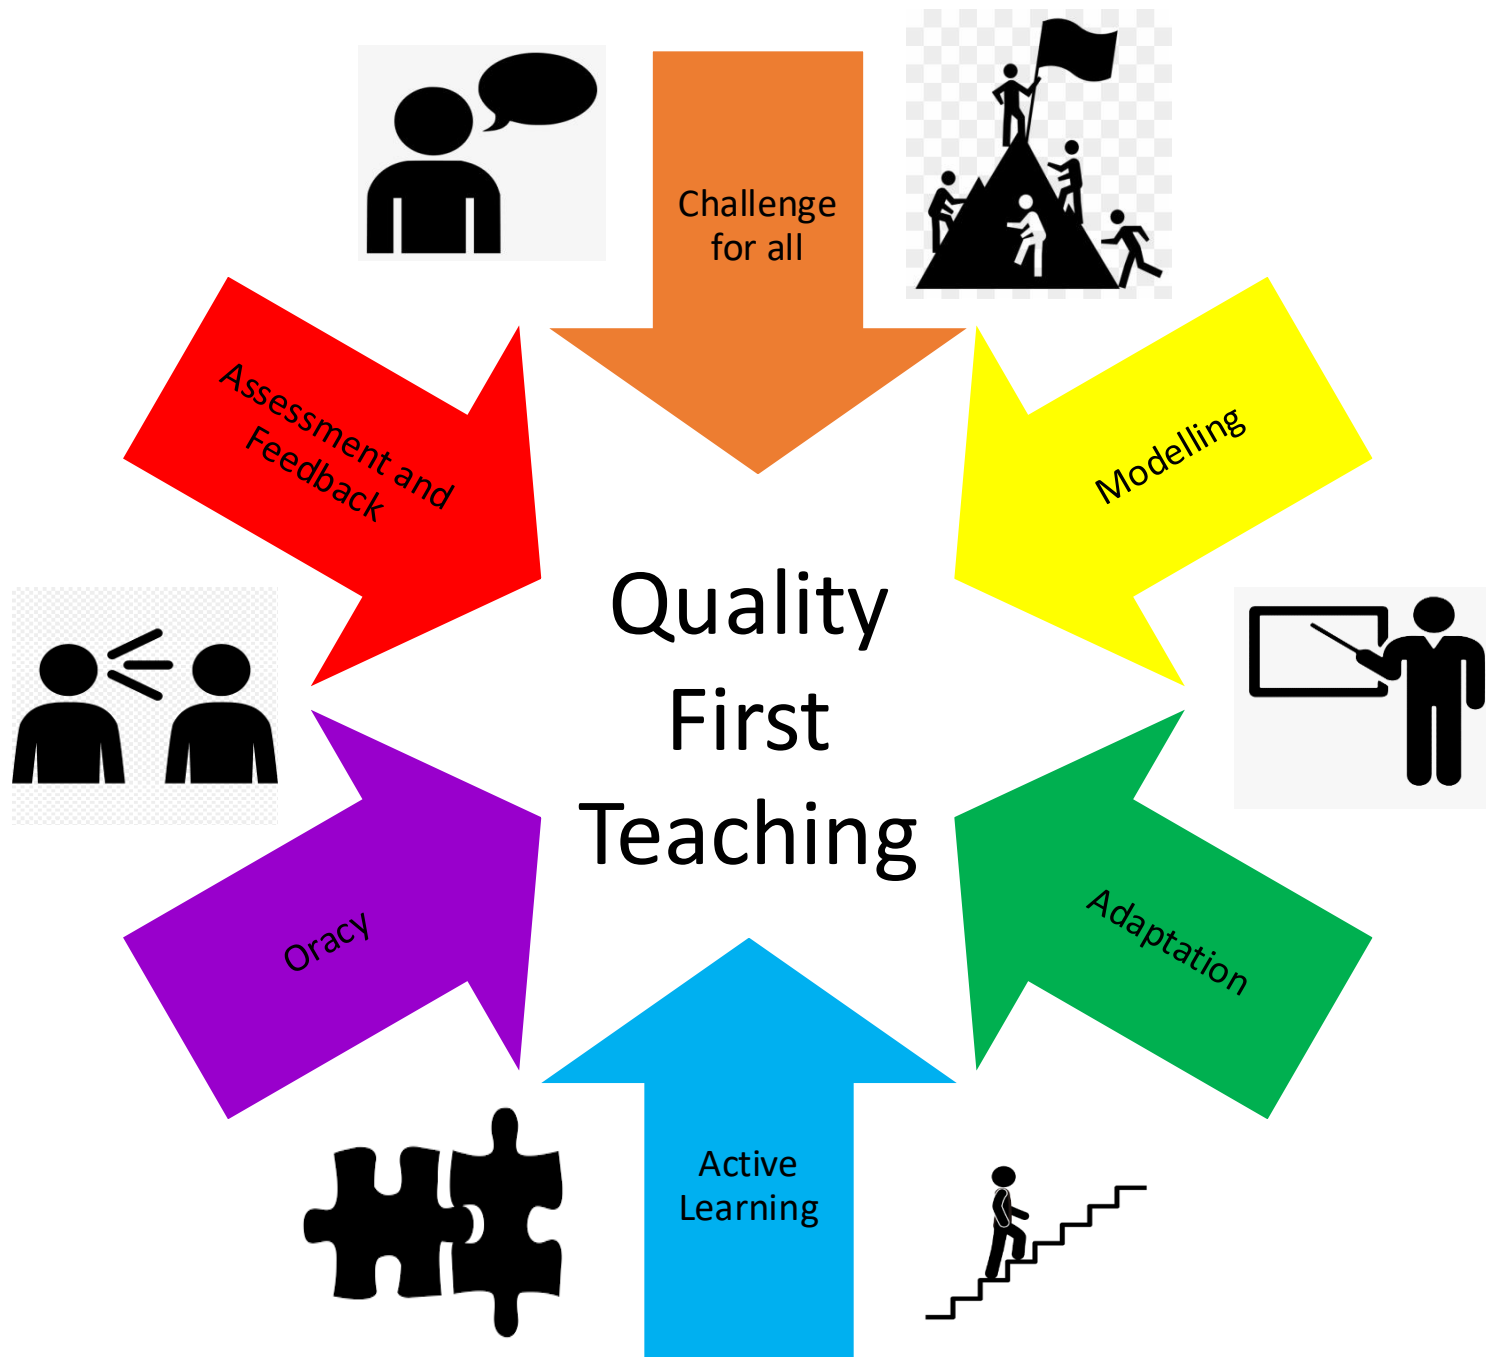 Challenge
for all
Assessment and
Feedback
Modelling
Quality
First
Teaching
Oracy
Adaptation
Active
Learning